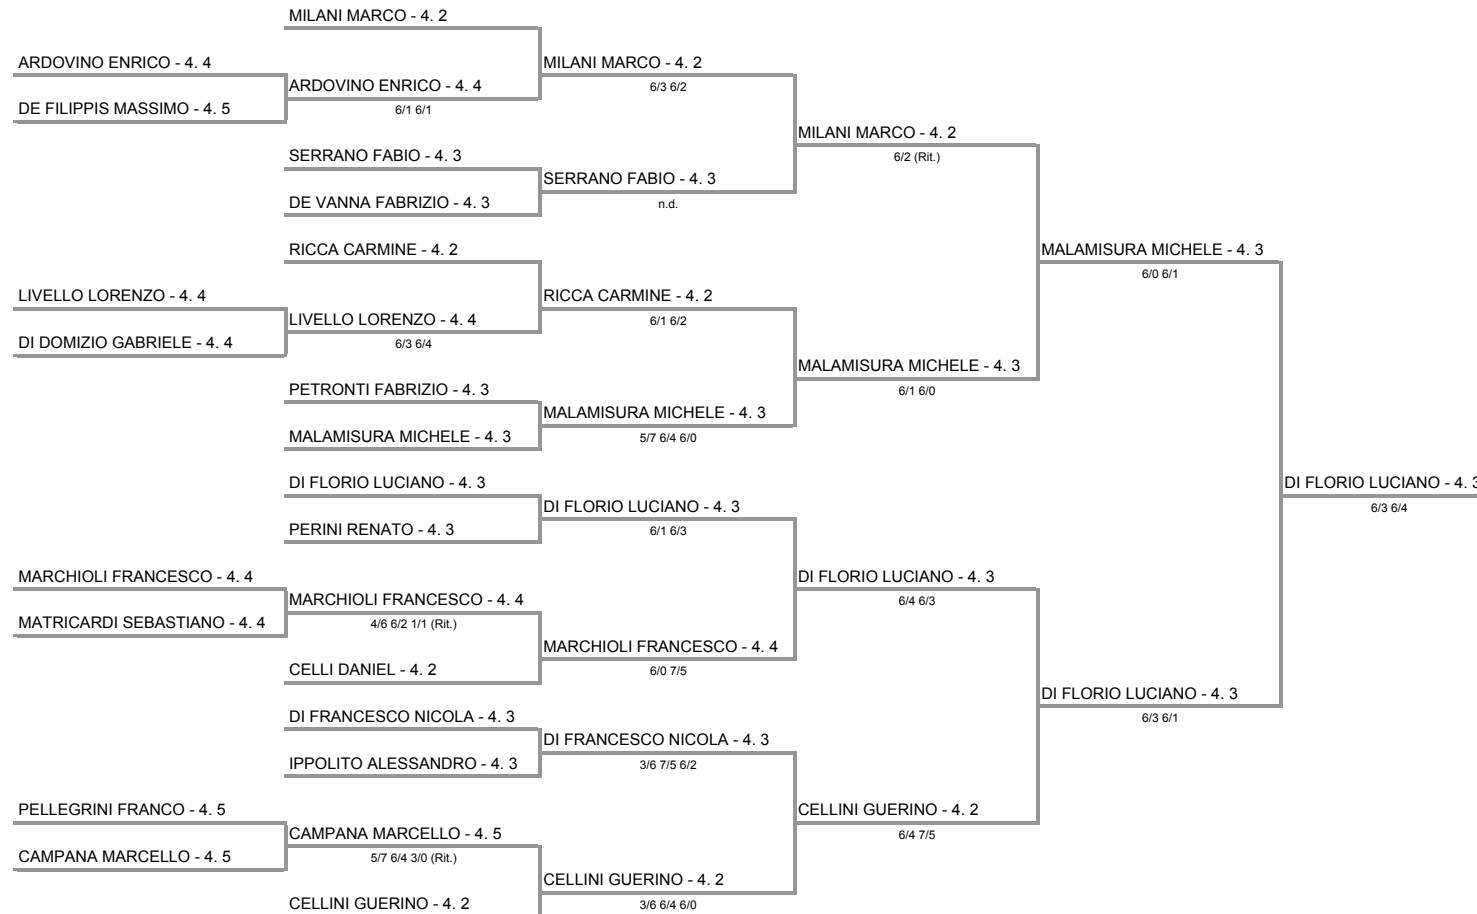 MILANI MARCO - 4. 2
ARDOVINO ENRICO - 4. 4
MILANI MARCO - 4. 2
ARDOVINO ENRICO - 4. 4
6/3 6/2
DE FILIPPIS MASSIMO - 4. 5
6/1 6/1
MILANI MARCO - 4. 2
SERRANO FABIO - 4. 3
6/2 (Rit.)
SERRANO FABIO - 4. 3
DE VANNA FABRIZIO - 4. 3
n.d.
RICCA CARMINE - 4. 2
MALAMISURA MICHELE - 4. 3
6/0 6/1
LIVELLO LORENZO - 4. 4
RICCA CARMINE - 4. 2
LIVELLO LORENZO - 4. 4
6/1 6/2
DI DOMIZIO GABRIELE - 4. 4
6/3 6/4
MALAMISURA MICHELE - 4. 3
PETRONTI FABRIZIO - 4. 3
6/1 6/0
MALAMISURA MICHELE - 4. 3
MALAMISURA MICHELE - 4. 3
5/7 6/4 6/0
DI FLORIO LUCIANO - 4. 3
DI FLORIO LUCIANO - 4. 3
DI FLORIO LUCIANO - 4. 3
6/3 6/4
PERINI RENATO - 4. 3
6/1 6/3
MARCHIOLI FRANCESCO - 4. 4
DI FLORIO LUCIANO - 4. 3
MARCHIOLI FRANCESCO - 4. 4
6/4 6/3
MATRICARDI SEBASTIANO - 4. 4
4/6 6/2 1/1 (Rit.)
MARCHIOLI FRANCESCO - 4. 4
CELLI DANIEL - 4. 2
6/0 7/5
DI FLORIO LUCIANO - 4. 3
DI FRANCESCO NICOLA - 4. 3
6/3 6/1
DI FRANCESCO NICOLA - 4. 3
IPPOLITO ALESSANDRO - 4. 3
3/6 7/5 6/2
PELLEGRINI FRANCO - 4. 5
CELLINI GUERINO - 4. 2
CAMPANA MARCELLO - 4. 5
6/4 7/5
CAMPANA MARCELLO - 4. 5
5/7 6/4 3/0 (Rit.)
CELLINI GUERINO - 4. 2
CELLINI GUERINO - 4. 2
3/6 6/4 6/0